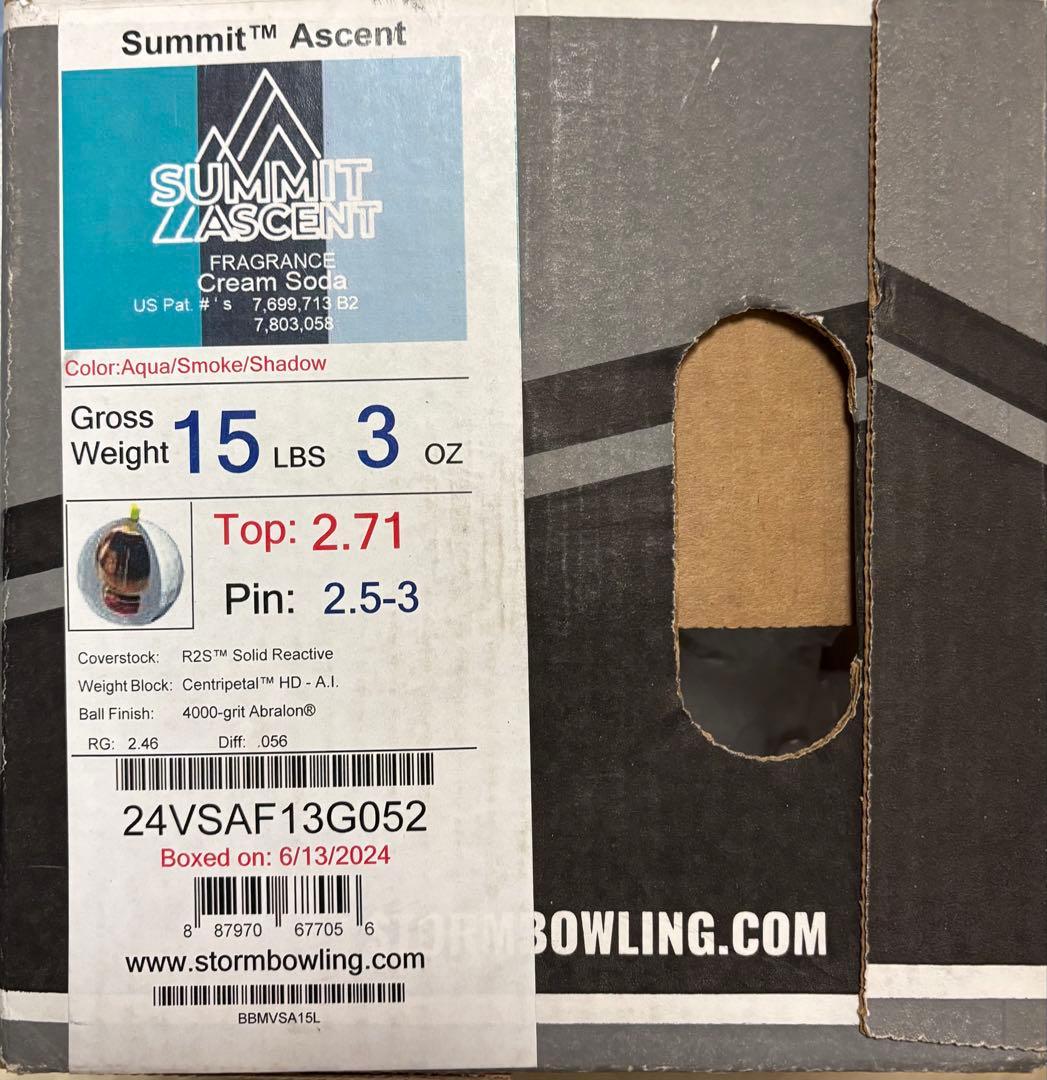 Summit™ Ascent
SUMMIT
ASCENT
FRAGRANCE
Cream Soda
US Pat. #'s 7,699,713 B2
7,803,058
Color:Aqua/Smoke/Shadow
Gross Weight 15 LBS 3 OZ
Top: 2.71
Pin: 2.5-3
Coverstock: R2S™ Solid Reactive
Weight Block: Centripetal™ HD - A.I.
Ball Finish: 4000-grit Abralon®
RG: 2.46 Diff: .056
24VSAF13G052
Boxed on: 6/13/2024
8 87970 67705 6
STORMBOWLING.COM
www.stormbowling.com
BBMVSA15L